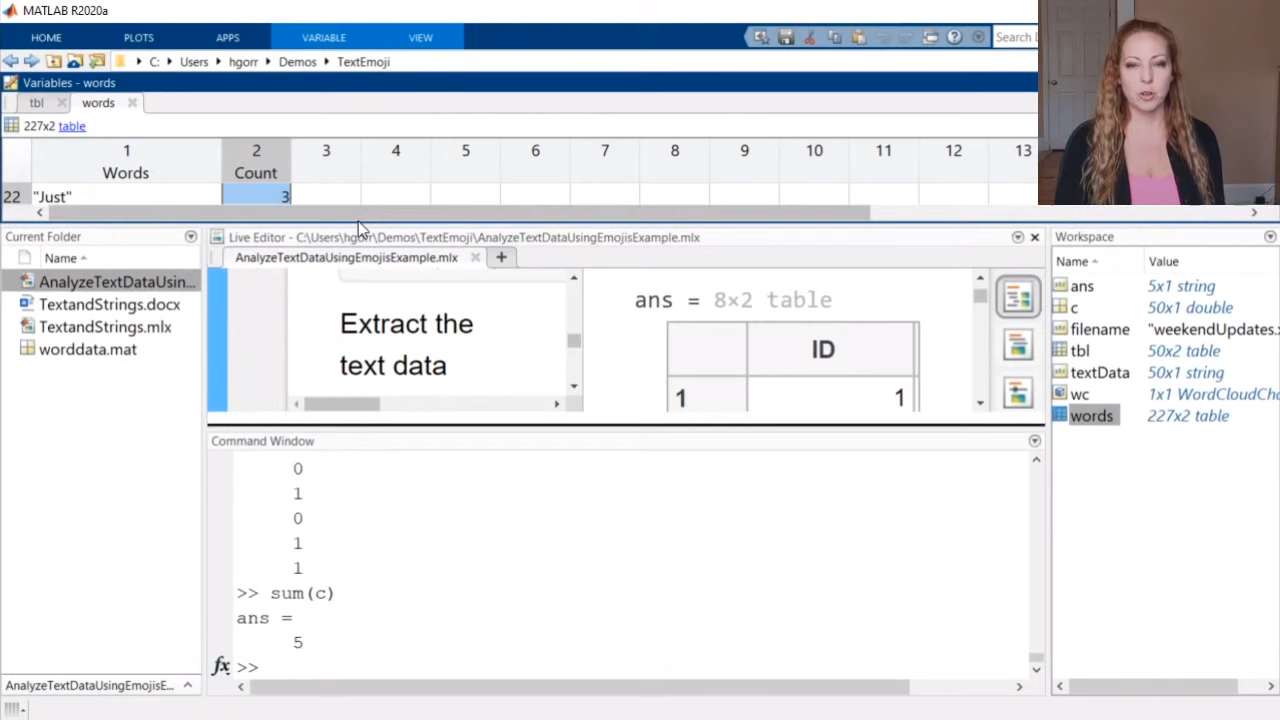 MATLAB R2020a
HOME PLOTS APPS VARIABLE VIEW Search
C: Users hgorr Demos TextEmoji
Variables - words
tbl words
227x2 table
1 2 3 4 5 6 7 8 9 10 11 12 13
Words Count
22 "Just" 3
Current Folder
Name
AnalyzeTextDataUsin...
TextandStrings.docx
TextandStrings.mlx
worddata.mat
AnalyzeTextDataUsingEmojisE...
Live Editor - C:\Users\hgorr\Demos\TextEmoji\AnalyzeTextDataUsingEmojisExample.mlx
AnalyzeTextDataUsingEmojisExample.mlx
Extract the
text data
ans = 8×2 table
ID
1 1
Command Window
0
1
0
1
1
>> sum(c)
ans =
5
fx >>
Workspace
Name Value
ans 5x1 string
c 50x1 double
filename "weekendUpdates.x
tbl 50x2 table
textData 50x1 string
wc 1x1 WordCloudCha
words 227x2 table